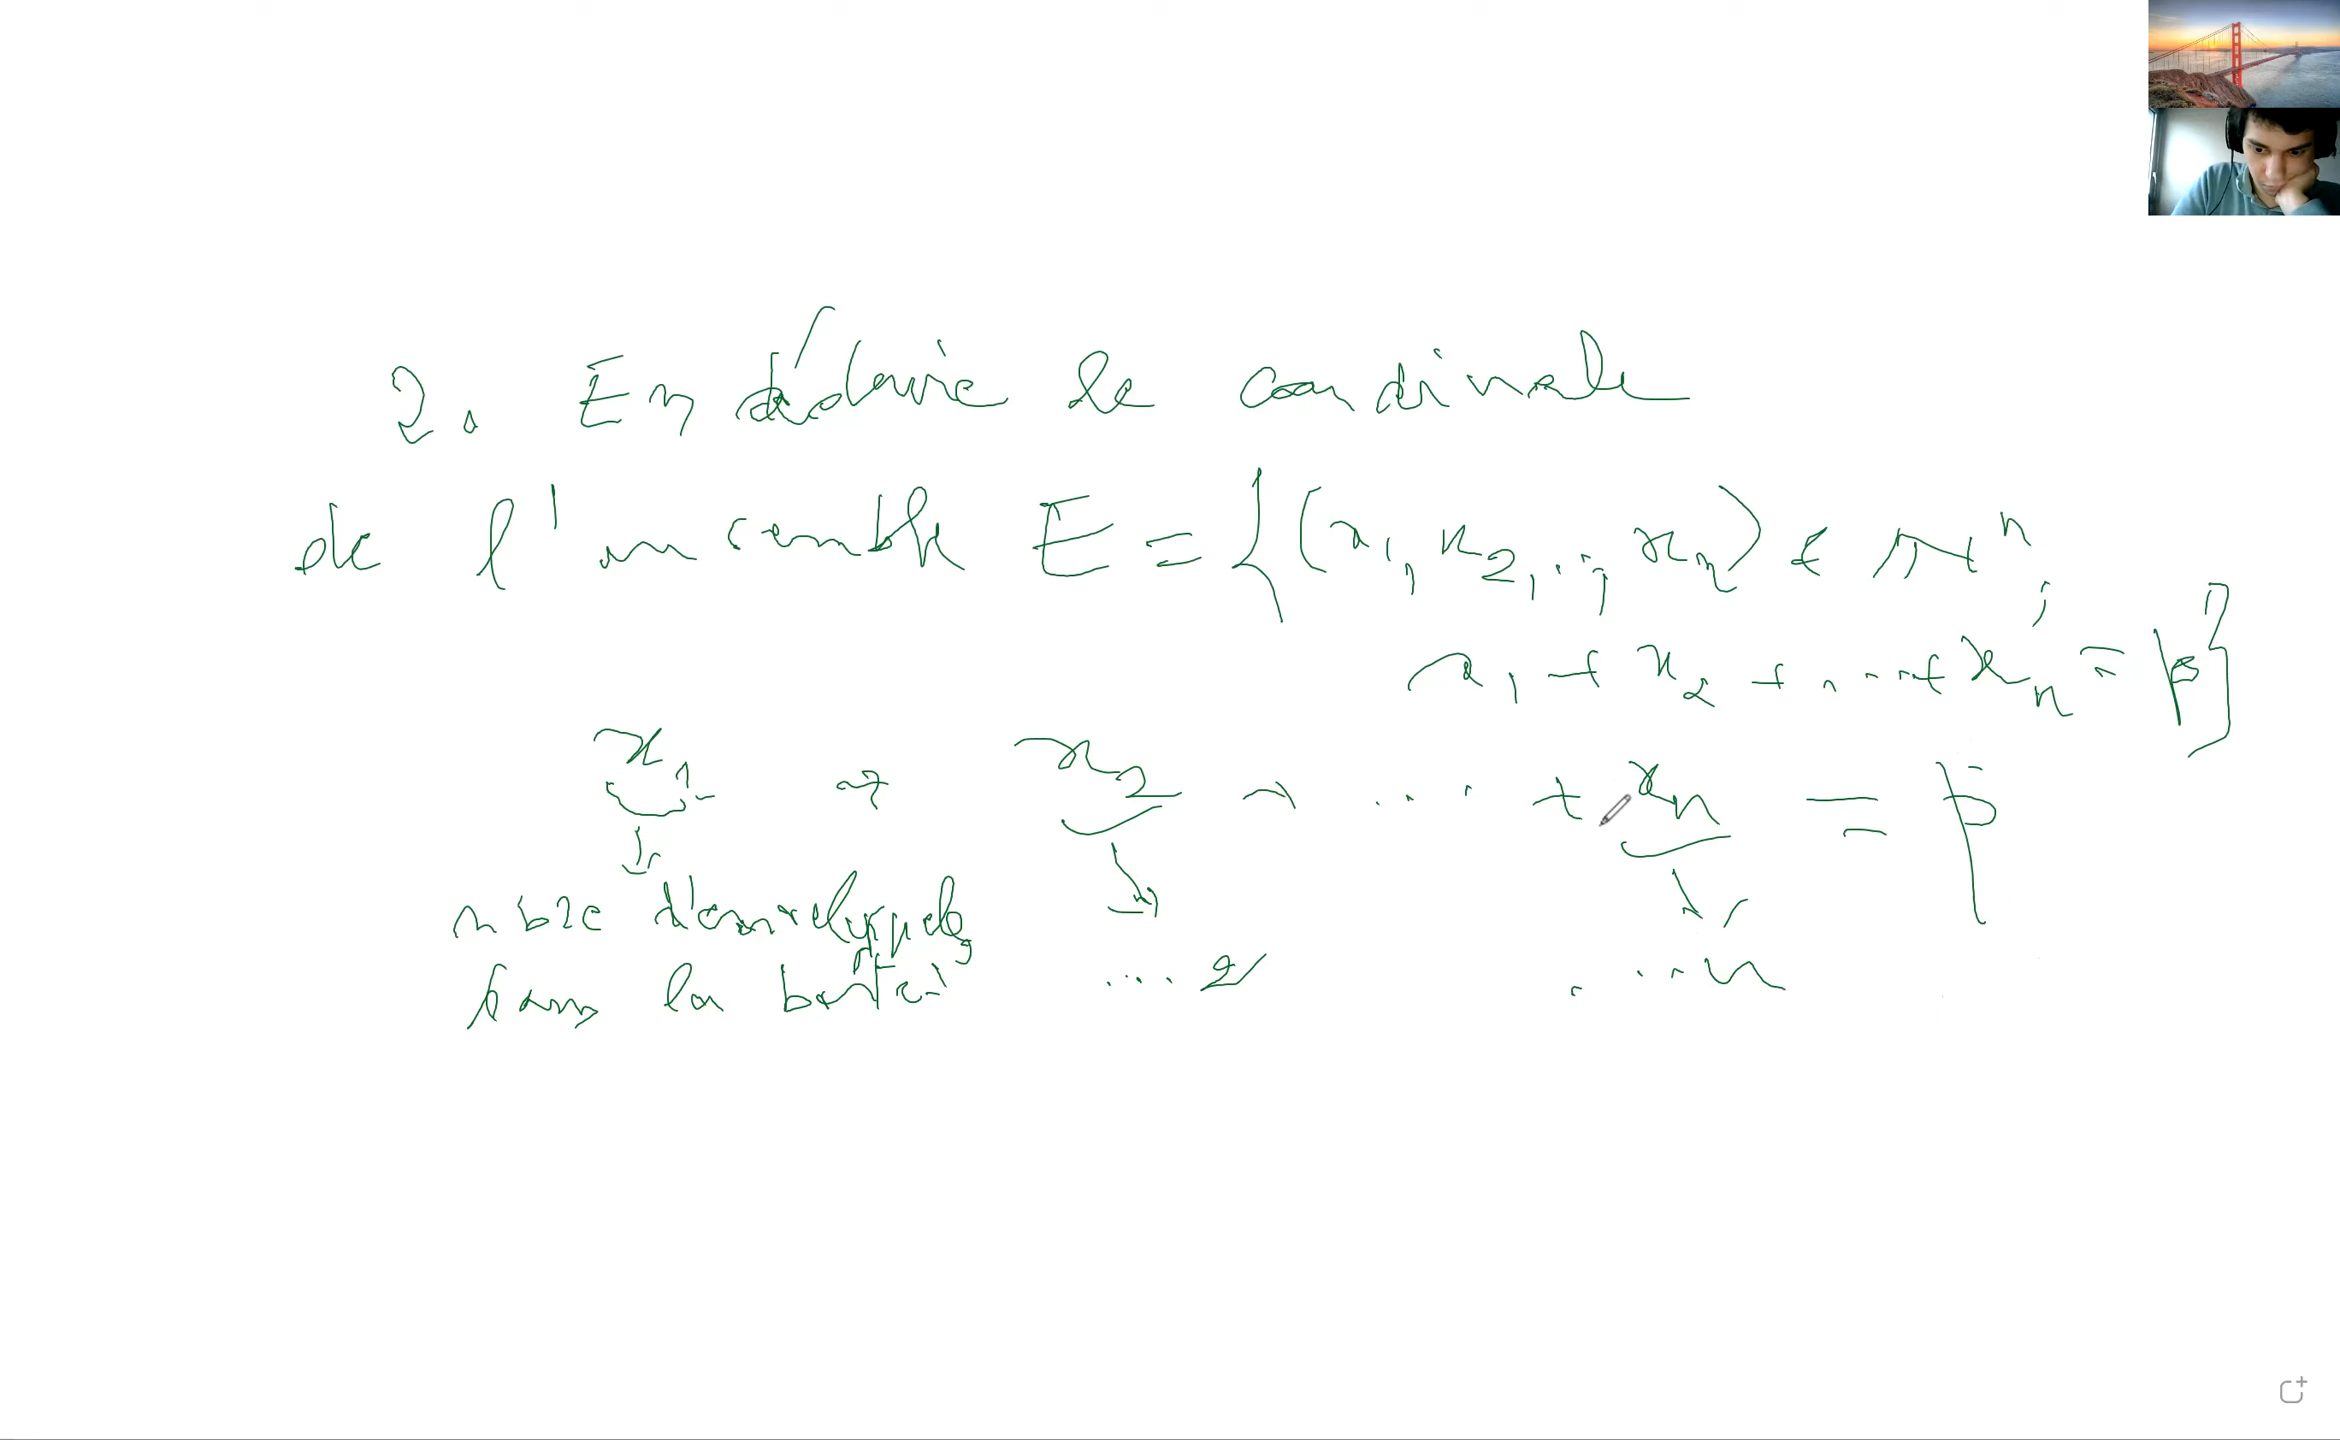 2. En déduire le cardinale
de l'ensemble E = {(x₁, x₂, ..., xₙ) ∈ ℕⁿ ;
x₁ + x₂ + ... + xₙ = p}
x₁ + x₂ + ... + xₙ = p
nbre d'enveloppes
dans la boite 1 .... 2 ... n